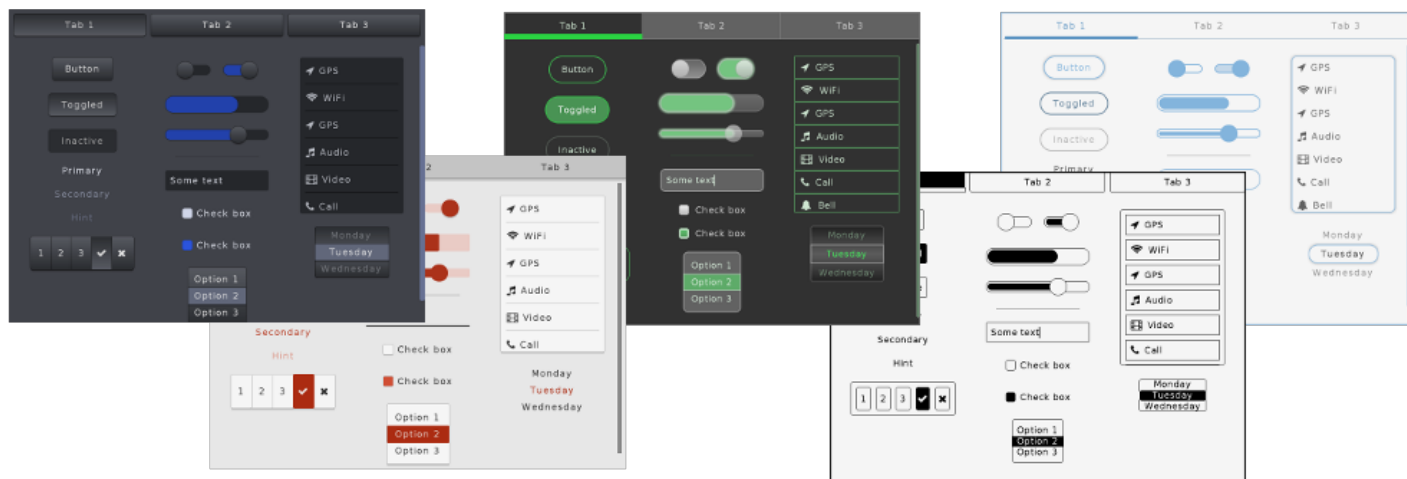 Tab 1
Tab 2
Tab 3
Button
Toggled
Inactive
Primary
Secondary
Hint
1 2 3
Some text
Check box
Check box
Option 1
Option 2
Option 3
GPS
WiFi
GPS
Audio
Video
Call
Monday
Tuesday
Wednesday
2
Tab 3
Secondary
Hint
1 2 3
Check box
Check box
Option 1
Option 2
Option 3
GPS
WiFi
GPS
Audio
Video
Call
Monday
Tuesday
Wednesday
Tab 1
Tab 2
Tab 3
Button
Toggled
Inactive
Some text
Check box
Check box
Option 1
Option 2
Option 3
GPS
WiFi
GPS
Audio
Video
Call
Bell
Monday
Tuesday
Wednesday
Tab 2
Tab 3
Secondary
Hint
1 2 3
Some text
Check box
Check box
Option 1
Option 2
Option 3
GPS
WiFi
GPS
Audio
Video
Call
Monday
Tuesday
Wednesday
Tab 1
Tab 2
Tab 3
Button
Toggled
Inactive
Primary
GPS
WiFi
GPS
Audio
Video
Call
Bell
Monday
Tuesday
Wednesday